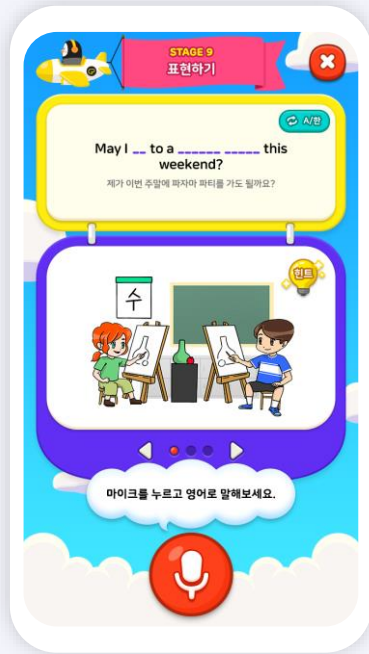 STAGE 9
표현하기
A/한
May I __ to a ______ _____ this
weekend?
제가 이번 주말에 파자마 파티를 가도 될까요?
힌트
수
마이크를 누르고 영어로 말해보세요.